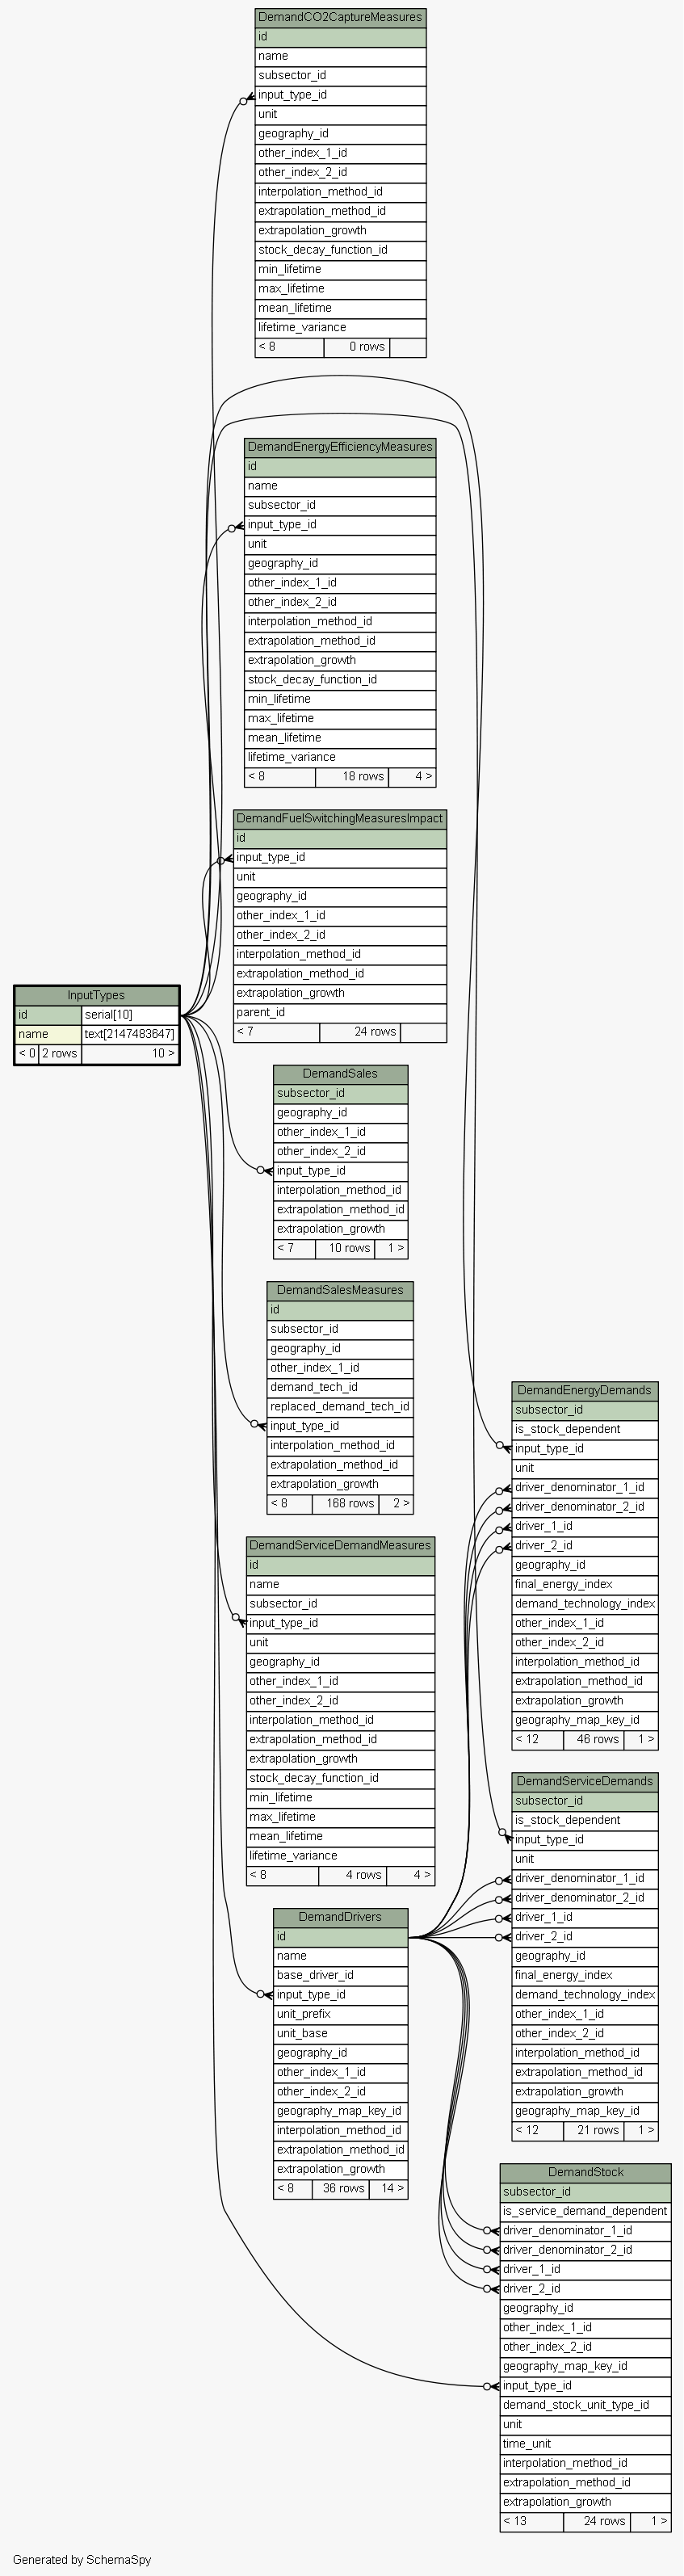 DemandCO2CaptureMeasures
id
name
subsector_id
input_type_id
unit
geography_id
other_index_1_id
other_index_2_id
interpolation_method_id
extrapolation_method_id
extrapolation_growth
stock_decay_function_id
min_lifetime
max_lifetime
mean_lifetime
lifetime_variance
< 8 0 rows
DemandEnergyEfficiencyMeasures
id
name
subsector_id
input_type_id
unit
geography_id
other_index_1_id
other_index_2_id
interpolation_method_id
extrapolation_method_id
extrapolation_growth
stock_decay_function_id
min_lifetime
max_lifetime
mean_lifetime
lifetime_variance
< 8 18 rows 4 >
DemandFuelSwitchingMeasuresImpact
id
input_type_id
unit
geography_id
other_index_1_id
other_index_2_id
interpolation_method_id
extrapolation_method_id
extrapolation_growth
parent_id
< 7 24 rows
InputTypes
id serial[10]
name text[2147483647]
< 0 2 rows 10 >
DemandSales
subsector_id
geography_id
other_index_1_id
other_index_2_id
input_type_id
interpolation_method_id
extrapolation_method_id
extrapolation_growth
< 7 10 rows 1 >
DemandSalesMeasures
id
subsector_id
geography_id
other_index_1_id
demand_tech_id
replaced_demand_tech_id
input_type_id
interpolation_method_id
extrapolation_method_id
extrapolation_growth
< 8 168 rows 2 >
DemandEnergyDemands
subsector_id
is_stock_dependent
input_type_id
unit
driver_denominator_1_id
driver_denominator_2_id
driver_1_id
driver_2_id
geography_id
final_energy_index
demand_technology_index
other_index_1_id
other_index_2_id
interpolation_method_id
extrapolation_method_id
extrapolation_growth
geography_map_key_id
< 12 46 rows 1 >
DemandServiceDemandMeasures
id
name
subsector_id
input_type_id
unit
geography_id
other_index_1_id
other_index_2_id
interpolation_method_id
extrapolation_method_id
extrapolation_growth
stock_decay_function_id
min_lifetime
max_lifetime
mean_lifetime
lifetime_variance
< 8 4 rows 4 >
DemandServiceDemands
subsector_id
is_stock_dependent
input_type_id
unit
driver_denominator_1_id
driver_denominator_2_id
driver_1_id
driver_2_id
geography_id
final_energy_index
demand_technology_index
other_index_1_id
other_index_2_id
interpolation_method_id
extrapolation_method_id
extrapolation_growth
geography_map_key_id
< 12 21 rows 1 >
DemandDrivers
id
name
base_driver_id
input_type_id
unit_prefix
unit_base
geography_id
other_index_1_id
other_index_2_id
geography_map_key_id
interpolation_method_id
extrapolation_method_id
extrapolation_growth
< 8 36 rows 14 >
DemandStock
subsector_id
is_service_demand_dependent
driver_denominator_1_id
driver_denominator_2_id
driver_1_id
driver_2_id
geography_id
other_index_1_id
other_index_2_id
geography_map_key_id
input_type_id
demand_stock_unit_type_id
unit
time_unit
interpolation_method_id
extrapolation_method_id
extrapolation_growth
< 13 24 rows 1 >
Generated by SchemaSpy